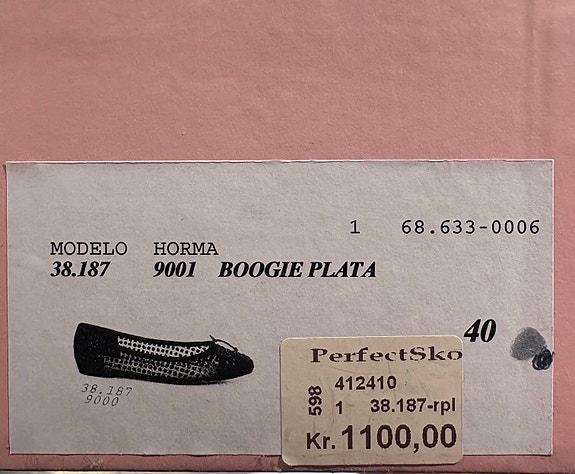 1 68.633-0006
MODELO HORMA
38.187 9001 BOOGIE PLATA
40
38.187
9000
PerfectSko
598
412410
1 38.187-rpl
Kr. 1100,00